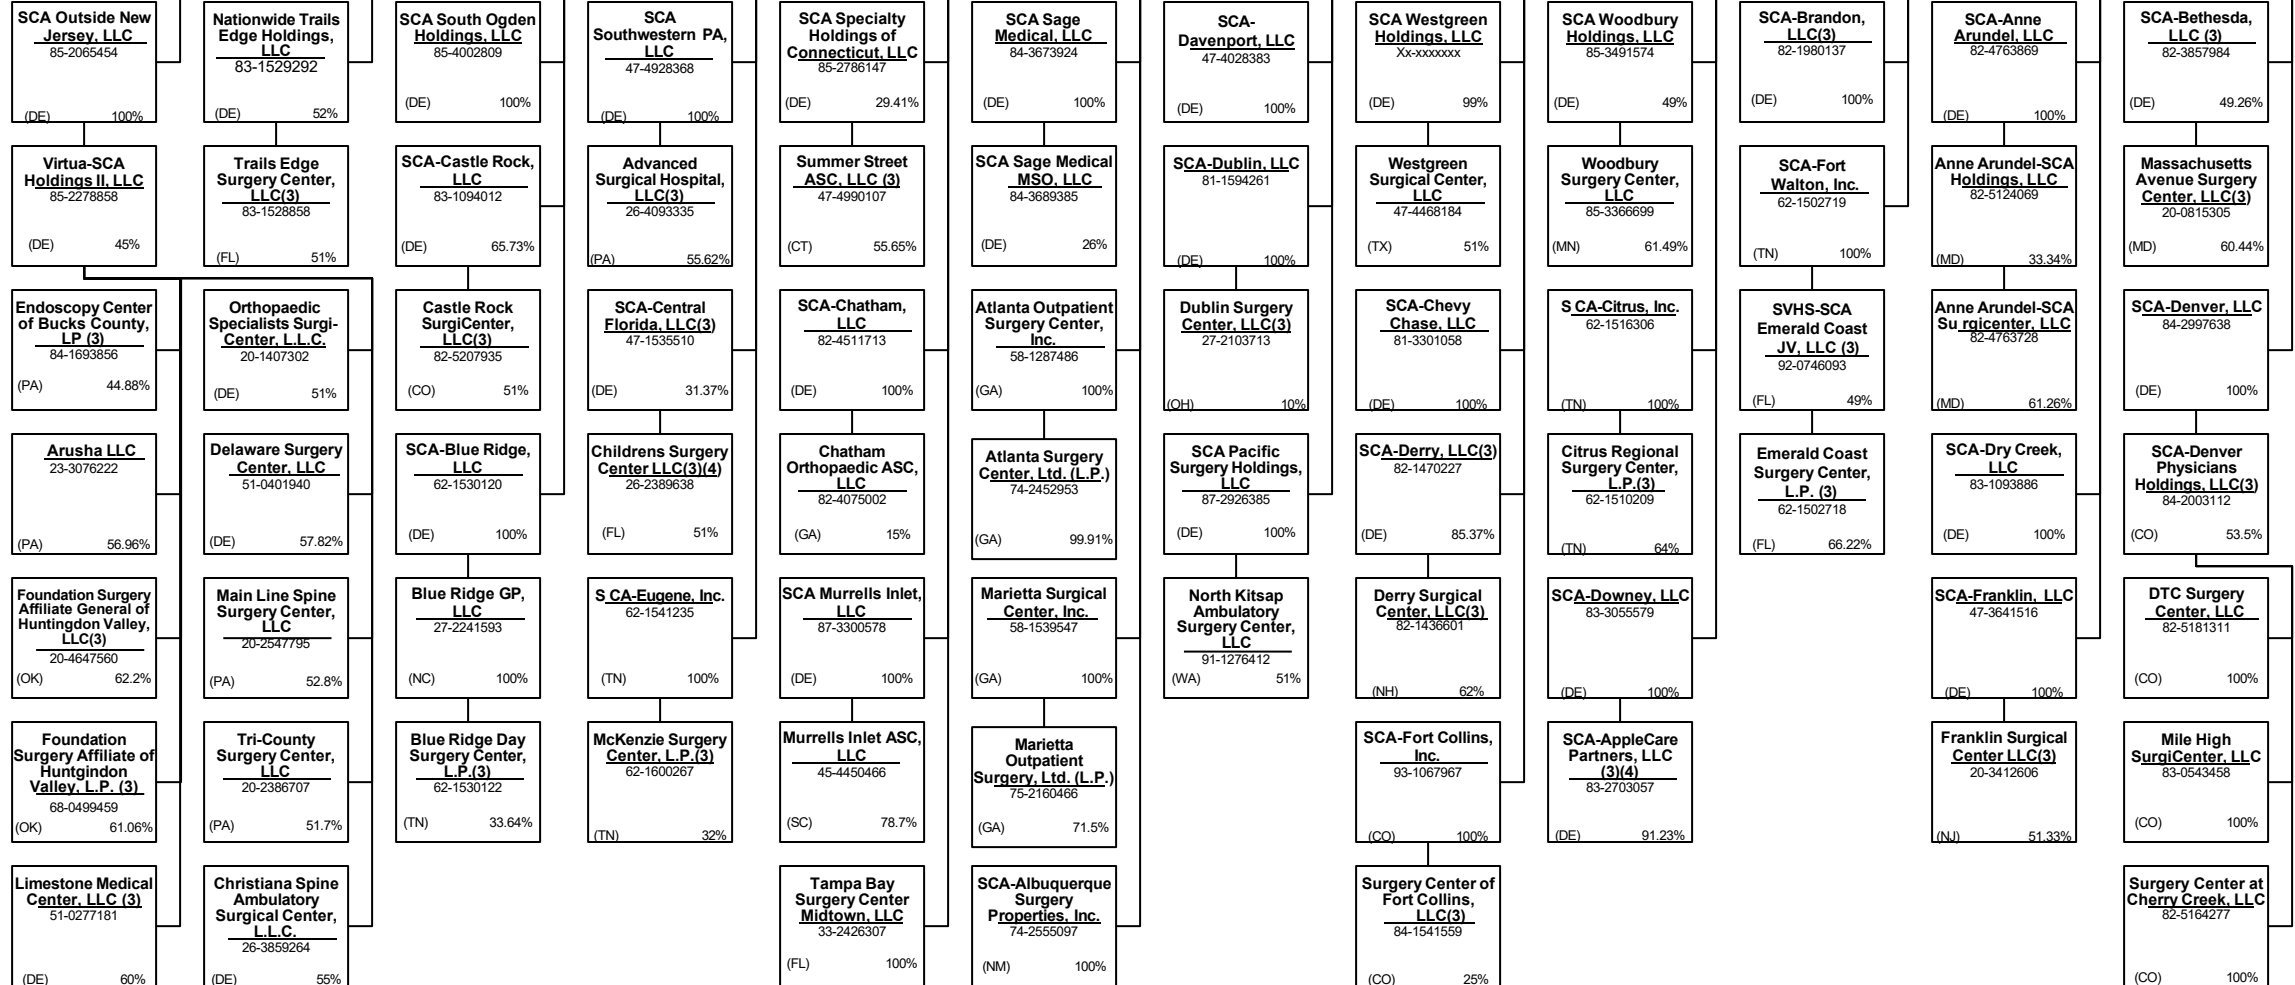 SCA Outside New
Jersey, LLC
85-2065454
(DE) 100%
Virtua-SCA
Holdings II, LLC
85-2278858
(DE) 45%
Endoscopy Center
of Bucks County,
LP (3)
84-1693856
(PA) 44.88%
Arusha LLC
23-3076222
(PA) 56.96%
Foundation Surgery
Affiliate General of
Huntingdon Valley,
LLC(3)
20-4647560
(OK) 62.2%
Foundation
Surgery Affiliate of
Huntgindon
Valley, L.P. (3)
68-0499459
(OK) 61.06%
Limestone Medical
Center, LLC (3)
51-0277181
(DE) 60%
Nationwide Trails
Edge Holdings,
LLC
83-1529292
(DE) 52%
Trails Edge
Surgery Center,
LLC(3)
83-1528858
(FL) 51%
Orthopaedic
Specialists Surgi-
Center, L.L.C.
20-1407302
(DE) 51%
Delaware Surgery
Center, LLC
51-0401940
(DE) 57.82%
Main Line Spine
Surgery Center,
LLC
20-2547795
(PA) 52.8%
Tri-County
Surgery Center,
LLC
20-2386707
(PA) 51.7%
Christiana Spine
Ambulatory
Surgical Center,
L.L.C.
26-3859264
(DE) 55%
SCA South Ogden
Holdings, LLC
85-4002809
(DE) 100%
SCA-Castle Rock,
LLC
83-1094012
(DE) 65.73%
Castle Rock
SurgiCenter,
LLC(3)
82-5207935
(CO) 51%
SCA-Blue Ridge,
LLC
62-1530120
(DE) 100%
Blue Ridge GP,
LLC
27-2241593
(NC) 100%
Blue Ridge Day
Surgery Center,
L.P.(3)
62-1530122
(TN) 33.64%
SCA
Southwestern PA,
LLC
47-4928368
(DE) 100%
Advanced
Surgical Hospital,
LLC(3)
26-4093335
(PA) 55.62%
SCA-Central
Florida, LLC(3)
47-1535510
(DE) 31.37%
Childrens Surgery
Center LLC(3)(4)
26-2389638
(FL) 51%
S CA-Eugene, Inc.
62-1541235
(TN) 100%
McKenzie Surgery
Center, L.P.(3)
62-1600267
(TN) 32%
SCA Specialty
Holdings of
Connecticut, LLC
85-2786147
(DE) 29.41%
Summer Street
ASC, LLC (3)
47-4990107
(CT) 55.65%
SCA-Chatham,
LLC
82-4511713
(DE) 100%
Chatham
Orthopaedic ASC,
LLC
82-4075002
(GA) 15%
SCA Murrells Inlet,
LLC
87-3300578
(DE) 100%
Murrells Inlet ASC,
LLC
45-4450466
(SC) 78.7%
Tampa Bay
Surgery Center
Midtown, LLC
33-2426307
(FL) 100%
SCA Sage
Medical, LLC
84-3673924
(DE) 100%
SCA Sage Medical
MSO, LLC
84-3689385
(DE) 26%
Atlanta Outpatient
Surgery Center,
Inc.
58-1287486
(GA) 100%
Atlanta Surgery
Center, Ltd. (L.P.)
74-2452953
(GA) 99.91%
Marietta Surgical
Center, Inc.
58-1539547
(GA) 100%
Marietta
Outpatient
Surgery, Ltd. (L.P.)
75-2160466
(GA) 71.5%
SCA-Albuquerque
Surgery
Properties, Inc.
74-2555097
(NM) 100%
SCA-
Davenport, LLC
47-4028383
(DE) 100%
SCA-Dublin, LLC
81-1594261
(DE) 100%
Dublin Surgery
Center, LLC(3)
27-2103713
(OH) 10%
SCA Pacific
Surgery Holdings,
LLC
87-2926385
(DE) 100%
North Kitsap
Ambulatory
Surgery Center,
LLC
91-1276412
(WA) 51%
SCA Westgreen
Holdings, LLC
Xx-xxxxxxx
(DE) 99%
Westgreen
Surgical Center,
LLC
47-4468184
(TX) 51%
SCA-Chevy
Chase, LLC
81-3301058
(DE) 100%
SCA-Derry, LLC(3)
82-1470227
(DE) 85.37%
Derry Surgical
Center, LLC(3)
82-1436601
(NH) 62%
SCA-Fort Collins,
Inc.
93-1067967
(CO) 100%
Surgery Center of
Fort Collins,
LLC(3)
84-1541559
(CO) 25%
SCA Woodbury
Holdings, LLC
85-3491574
(DE) 49%
Woodbury
Surgery Center,
LLC
85-3366699
(MN) 61.49%
S CA-Citrus, Inc.
62-1516306
(TN) 100%
Citrus Regional
Surgery Center,
L.P.(3)
62-1510209
(TN) 64%
SCA-Downey, LLC
83-3055579
(DE) 100%
SCA-AppleCare
Partners, LLC
(3)(4)
83-2703057
(DE) 91.23%
SCA-Brandon,
LLC(3)
82-1980137
(DE) 100%
SCA-Fort
Walton, Inc.
62-1502719
(TN) 100%
SVHS-SCA
Emerald Coast
JV, LLC (3)
92-0746093
(FL) 49%
Emerald Coast
Surgery Center,
L.P. (3)
62-1502718
(FL) 66.22%
SCA-Anne
Arundel, LLC
82-4763869
(DE) 100%
Anne Arundel-SCA
Holdings, LLC
82-5124069
(MD) 33.34%
Anne Arundel-SCA
Su rgicenter, LLC
82-4763728
(MD) 61.26%
SCA-Dry Creek,
LLC
83-1093886
(DE) 100%
SCA-Franklin, LLC
47-3641516
(DE) 100%
Franklin Surgical
Center LLC(3)
20-3412606
(NJ) 51.33%
SCA-Bethesda,
LLC (3)
82-3857984
(DE) 49.26%
Massachusetts
Avenue Surgery
Center, LLC(3)
20-0815305
(MD) 60.44%
SCA-Denver, LLC
84-2997638
(DE) 100%
SCA-Denver
Physicians
Holdings, LLC(3)
84-2003112
(CO) 53.5%
DTC Surgery
Center, LLC
82-5181311
(CO) 100%
Mile High
SurgiCenter, LLC
83-0543458
(CO) 100%
Surgery Center at
Cherry Creek, LLC
82-5164277
(CO) 100%